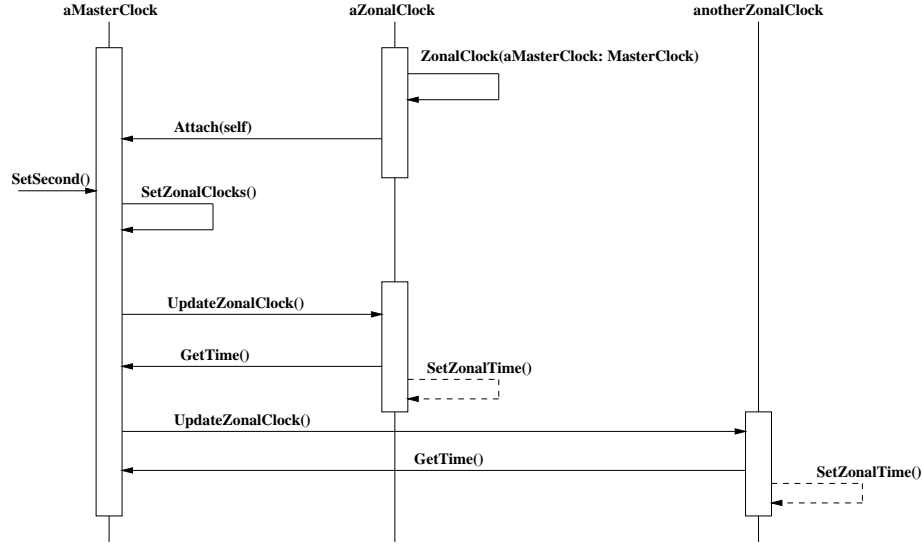 aMasterClock
aZonalClock
anotherZonalClock
ZonalClock(aMasterClock: MasterClock)
Attach(self)
SetSecond()
SetZonalClocks()
UpdateZonalClock()
GetTime()
SetZonalTime()
UpdateZonalClock()
GetTime()
SetZonalTime()